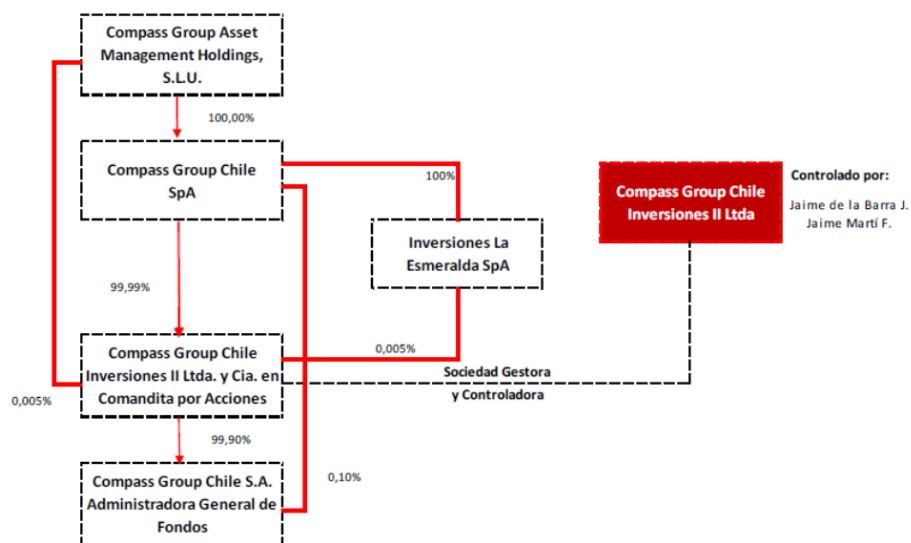 Compass Group Asset
Management Holdings,
S.L.U.
100,00%
Compass Group Chile
SpA
100%
Compass Group Chile
Inversiones II Ltda
Controlado por:
Jaime de la Barra J.
Jaime Martí F.
Inversiones La
Esmeralda SpA
99,99%
Compass Group Chile
Inversiones II Ltda. y Cia. en
Comandita por Acciones
0,005%
Sociedad Gestora
y Controladora
0,005%
99,90%
Compass Group Chile S.A.
Administradora General de
Fondos
0,10%